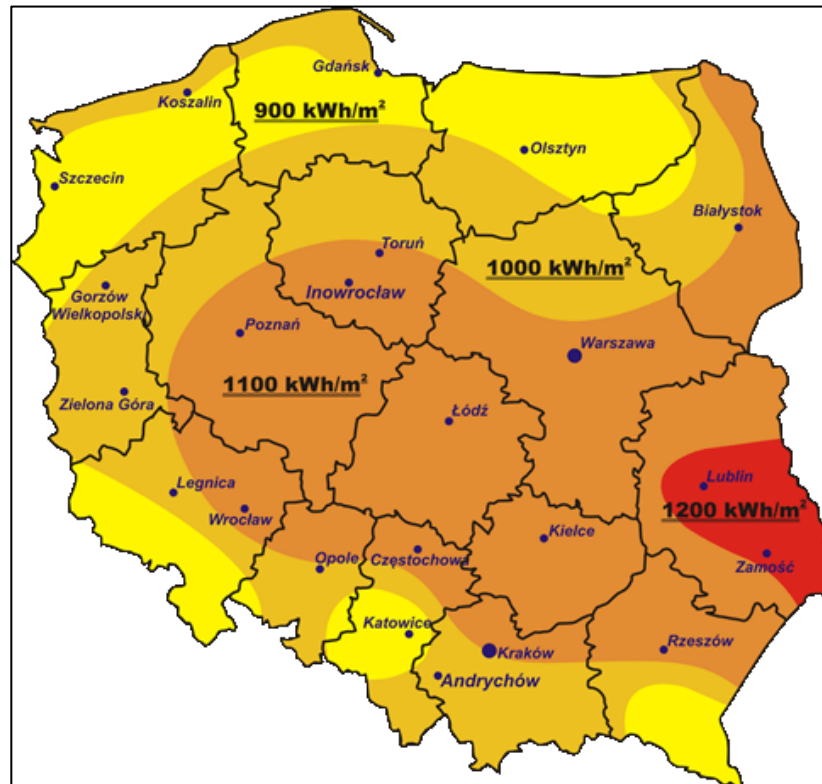 Gdańsk
Koszalin
900 kWh/m²
Olsztyn
Szczecin
Białystok
Toruń
1000 kWh/m²
Inowrocław
Gorzów
Wielkopolsk
Poznań
Warszawa
1100 kWh/m²
Zielona Góra
Łódź
Legnica
Lublin
Wrocław
1200 kWh/m²
Kielce
Opole
Częstochowa
Zamość
Katowice
Kraków
Rzeszów
Andrychów